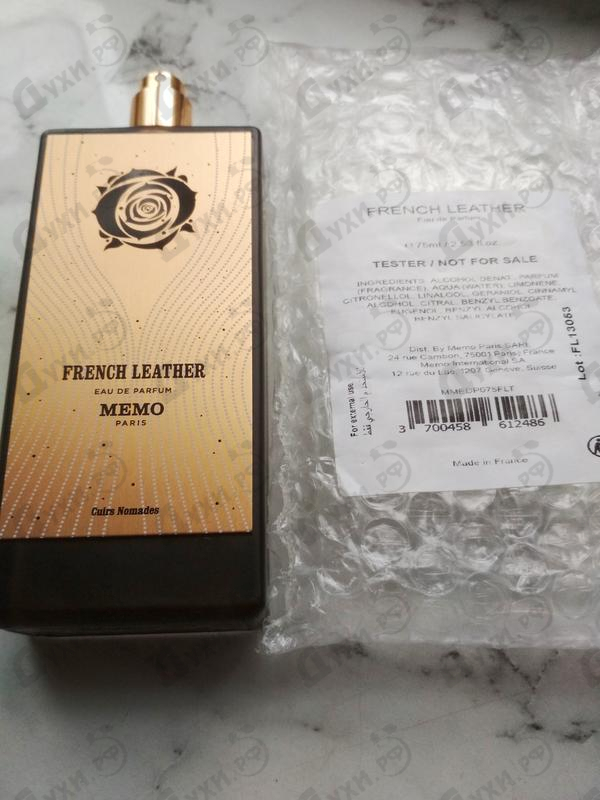 FRENCH LEATHER
EAU DE PARFUM
MEMO
PARIS
Cuirs Nomades
FRENCH LEATHER
Eau de Parfum
e 75ml / 2.53 fl.oz.
TESTER / NOT FOR SALE
INGREDIENTS: ALCOHOL DENAT., PARFUM
(FRAGRANCE), AQUA (WATER), LIMONENE,
CITRONELLOL, LINALOOL, GERANIOL, CINNAMYL
ALCOHOL, CITRAL, BENZYL BENZOATE,
EUGENOL, BENZYL ALCOHOL,
BENZYL SALICYLATE
Dist. By Memo Paris SARL
24 rue Cambon, 75001 Paris, France
Memo International SA
12 rue du Lac, 1207 Genève, Suisse
MMEDP075FLT
3 700458 612486
Made in France
For external use
Lot : FL13063
Духи.РФ